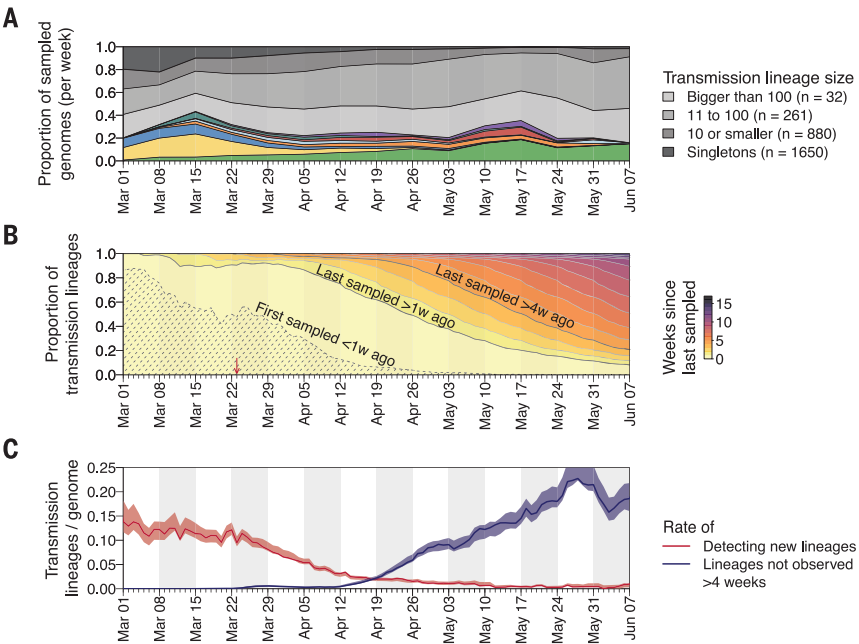 A
Proportion of sampled
genomes (per week)
1.0
0.8
0.6
0.4
0.2
0.0
Mar 01
Mar 08
Mar 15
Mar 22
Mar 29
Apr 05
Apr 12
Apr 19
Apr 26
May 03
May 10
May 17
May 24
May 31
Jun 07
Transmission lineage size
Bigger than 100 (n = 32)
11 to 100 (n = 261)
10 or smaller (n = 880)
Singletons (n = 1650)
B
Proportion of
transmission lineages
1.0
0.8
0.6
0.4
0.2
0.0
First sampled <1w ago
Last sampled >1w ago
Last sampled >4w ago
Mar 01
Mar 08
Mar 15
Mar 22
Mar 29
Apr 05
Apr 12
Apr 19
Apr 26
May 03
May 10
May 17
May 24
May 31
Jun 07
Weeks since
last sampled
15
10
5
0
C
Transmission
lineages / genome
0.25
0.20
0.15
0.10
0.05
0.00
Mar 01
Mar 08
Mar 15
Mar 22
Mar 29
Apr 05
Apr 12
Apr 19
Apr 26
May 03
May 10
May 17
May 24
May 31
Jun 07
Rate of
Detecting new lineages
Lineages not observed
>4 weeks